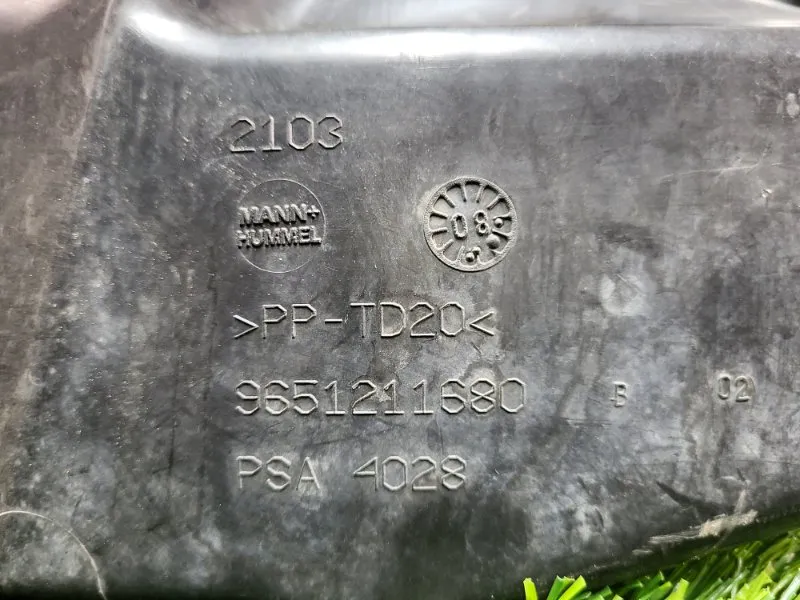 2103
MANN+
HUMMEL
08
>PP-TD20<
9651211680 B 02
PSA 4028